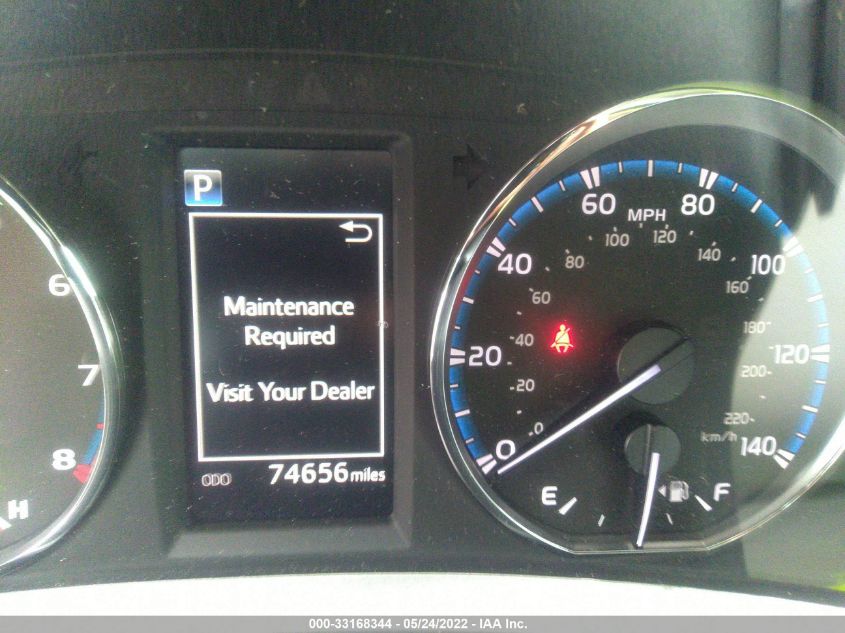 P
Maintenance
Required
Visit Your Dealer
ODO 74656 miles
6
7
8
H
MPH
0 20 40 60 80 100 120 140
0 20 40 60 80 100 120 140 160 180 200 220
km/h
E F
000-33168344 - 05/24/2022 - IAA Inc.